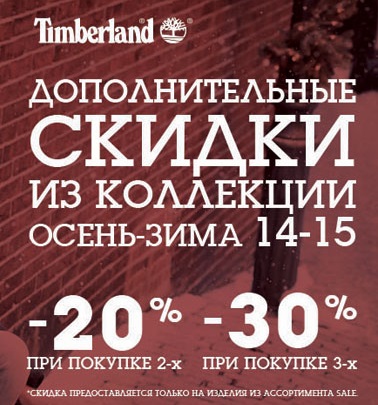 Timberland
ДОПОЛНИТЕЛЬНЫЕ
СКИДКИ
ИЗ КОЛЛЕКЦИИ
ОСЕНЬ-ЗИМА 14-15
-20% -30%
ПРИ ПОКУПКЕ 2-х ПРИ ПОКУПКЕ 3-х
*СКИДКА ПРЕДОСТАВЛЯЕТСЯ ТОЛЬКО НА ИЗДЕЛИЯ ИЗ АССОРТИМЕНТА SALE.